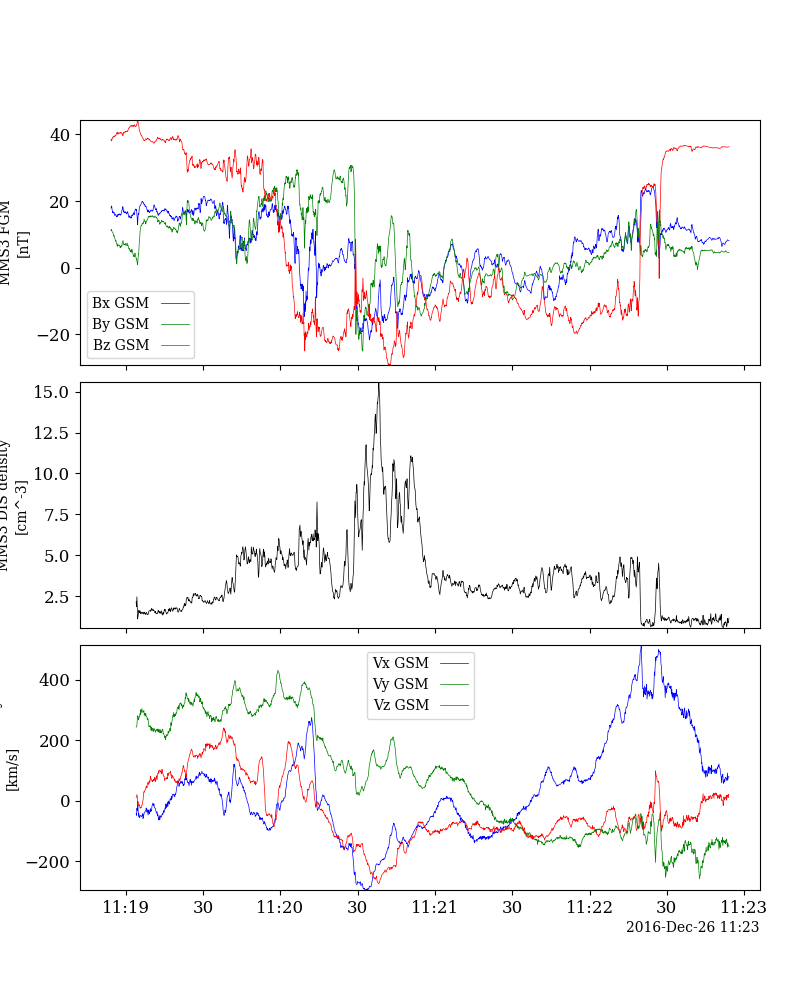 40
20
0
−20
MMS3 FGM
[nT]
Bx GSM
By GSM
Bz GSM
15.0
12.5
10.0
7.5
5.0
2.5
MMS3 DIS density
[cm^-3]
400
200
0
−200
[km/s]
Vx GSM
Vy GSM
Vz GSM
11:19 30 11:20 30 11:21 30 11:22 30 11:23
2016-Dec-26 11:23